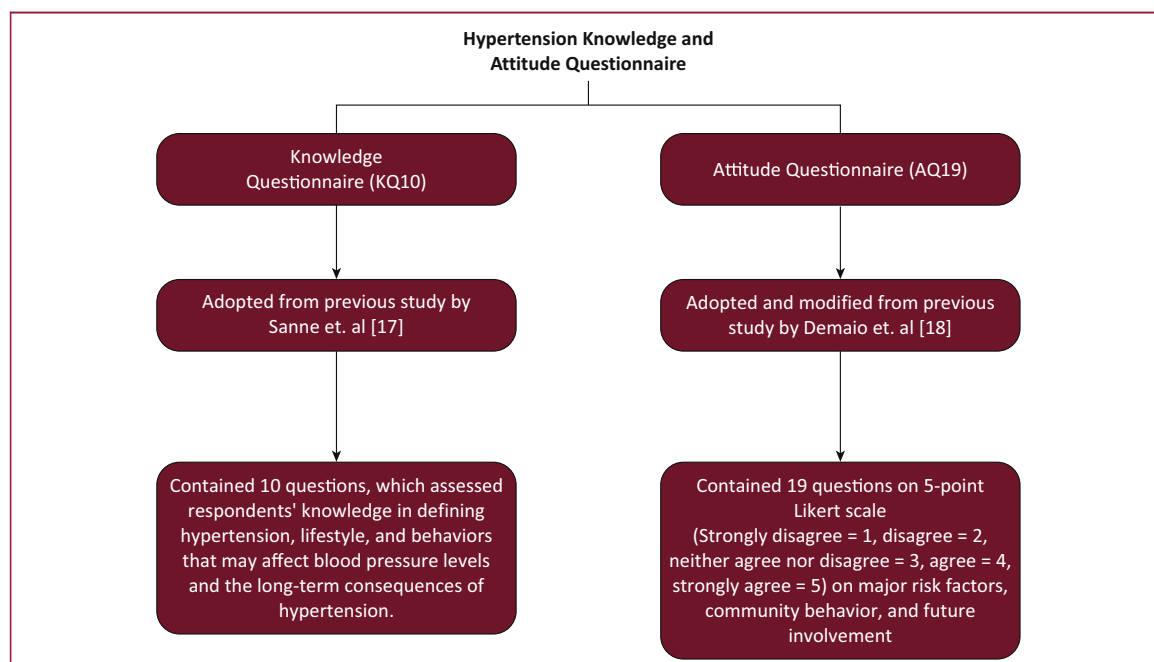 Hypertension Knowledge and
Attitude Questionnaire
Knowledge
Questionnaire (KQ10)
Attitude Questionnaire (AQ19)
Adopted from previous study by
Sanne et. al [17]
Adopted and modified from previous
study by Demaio et. al [18]
Contained 10 questions, which assessed
respondents' knowledge in defining
hypertension, lifestyle, and behaviors
that may affect blood pressure levels
and the long-term consequences of
hypertension.
Contained 19 questions on 5-point
Likert scale
(Strongly disagree = 1, disagree = 2,
neither agree nor disagree = 3, agree = 4,
strongly agree = 5) on major risk factors,
community behavior, and future
involvement